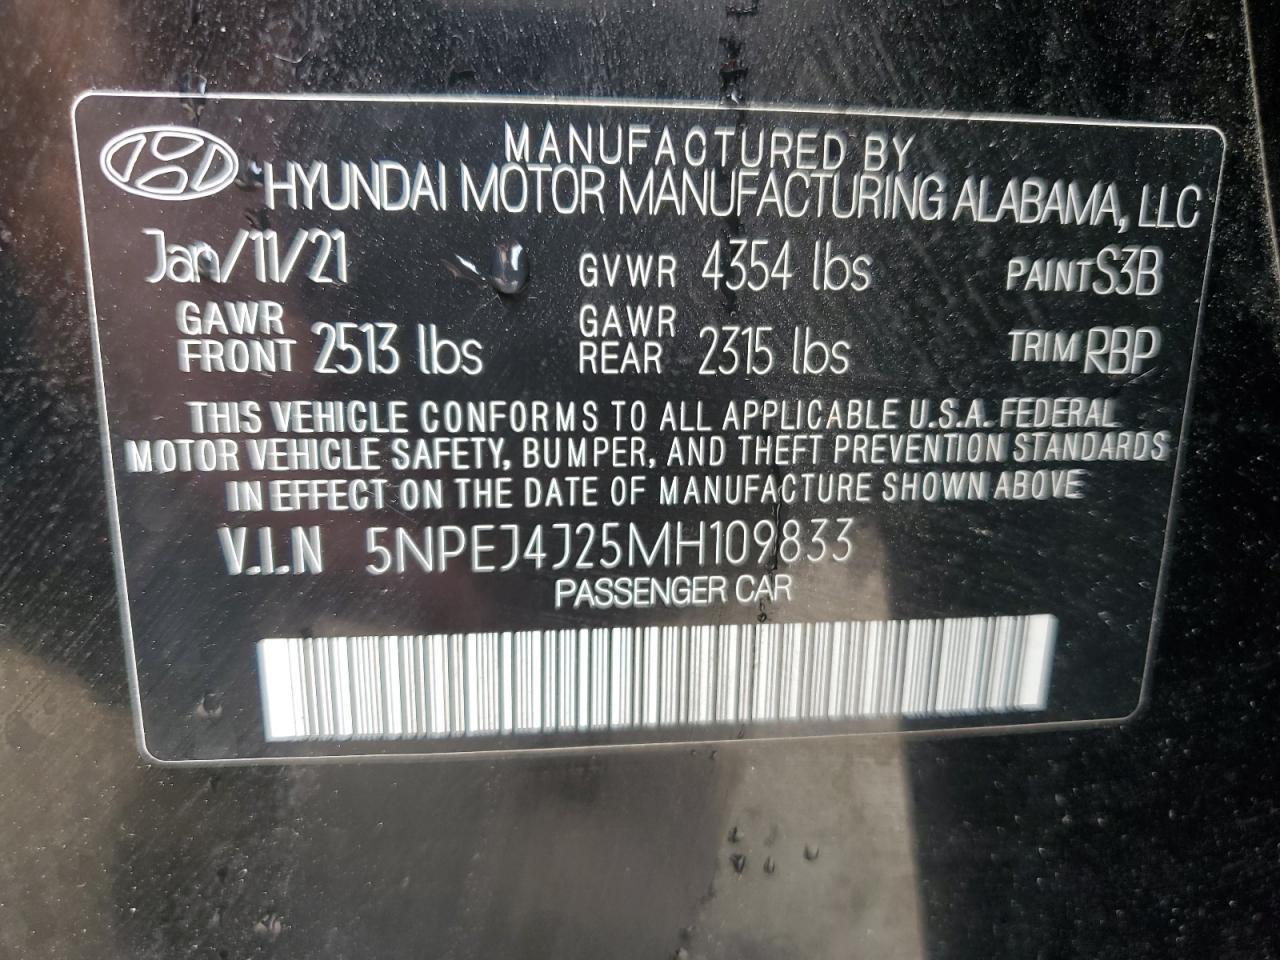 MANUFACTURED BY
HYUNDAI MOTOR MANUFACTURING ALABAMA, LLC
Jan/11/21 GVWR 4354 lbs PAINT S3B
GAWR FRONT 2513 lbs GAWR REAR 2315 lbs TRIM RBP
THIS VEHICLE CONFORMS TO ALL APPLICABLE U.S.A. FEDERAL
MOTOR VEHICLE SAFETY, BUMPER, AND THEFT PREVENTION STANDARDS
IN EFFECT ON THE DATE OF MANUFACTURE SHOWN ABOVE
V.I.N 5NPEJ4J25MH109833
PASSENGER CAR